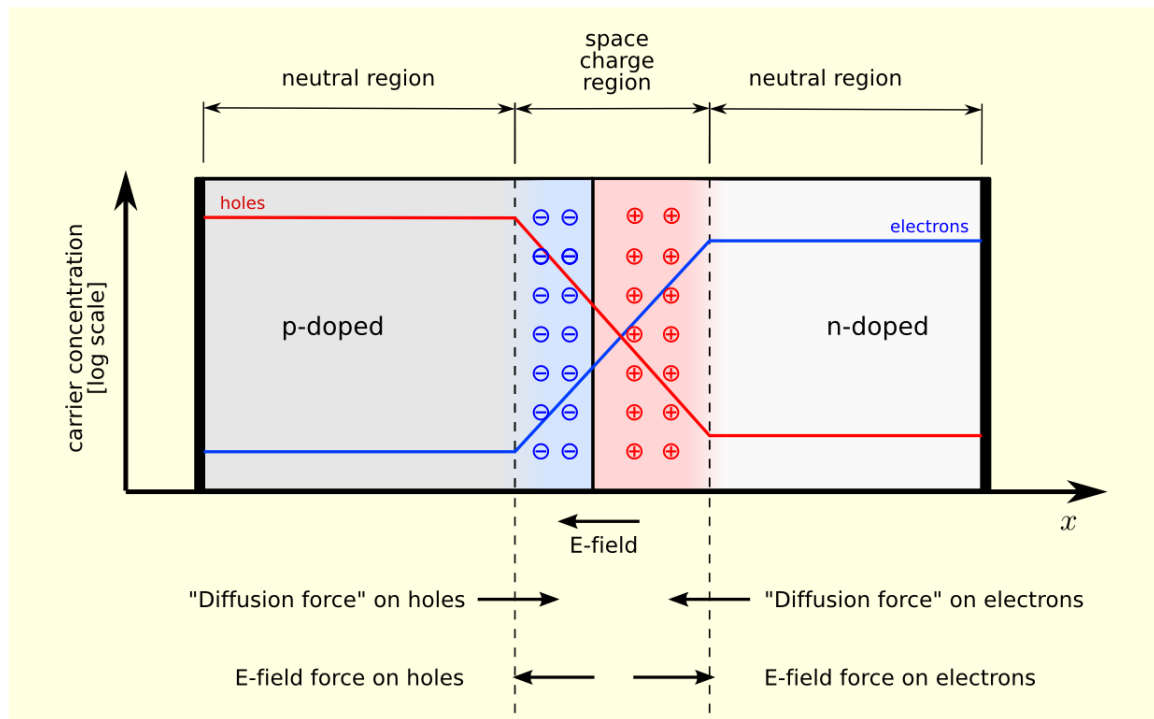 space
charge
region
neutral region
neutral region
holes
electrons
carrier concentration
[log scale]
p-doped
n-doped
x
E-field
"Diffusion force" on holes
"Diffusion force" on electrons
E-field force on holes
E-field force on electrons